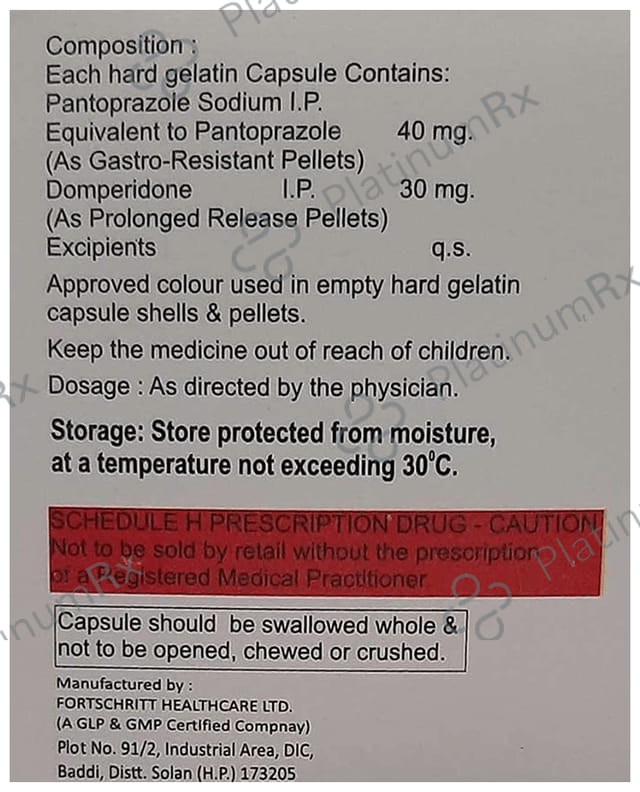 Composition :
Each hard gelatin Capsule Contains:
Pantoprazole Sodium I.P.
Equivalent to Pantoprazole 40 mg.
(As Gastro-Resistant Pellets)
Domperidone I.P. 30 mg.
(As Prolonged Release Pellets)
Excipients q.s.
Approved colour used in empty hard gelatin
capsule shells & pellets.
Keep the medicine out of reach of children.
Dosage : As directed by the physician.
Storage: Store protected from moisture,
at a temperature not exceeding 30°C.
SCHEDULE H PRESCRIPTION DRUG - CAUTION
Not to be sold by retail without the prescription
of a Registered Medical Practitioner
Capsule should be swallowed whole &
not to be opened, chewed or crushed.
Manufactured by :
FORTSCHRITT HEALTHCARE LTD.
(A GLP & GMP Certified Compnay)
Plot No. 91/2, Industrial Area, DIC,
Baddi, Distt. Solan (H.P.) 173205
PlatinumRx
PlatinumRx